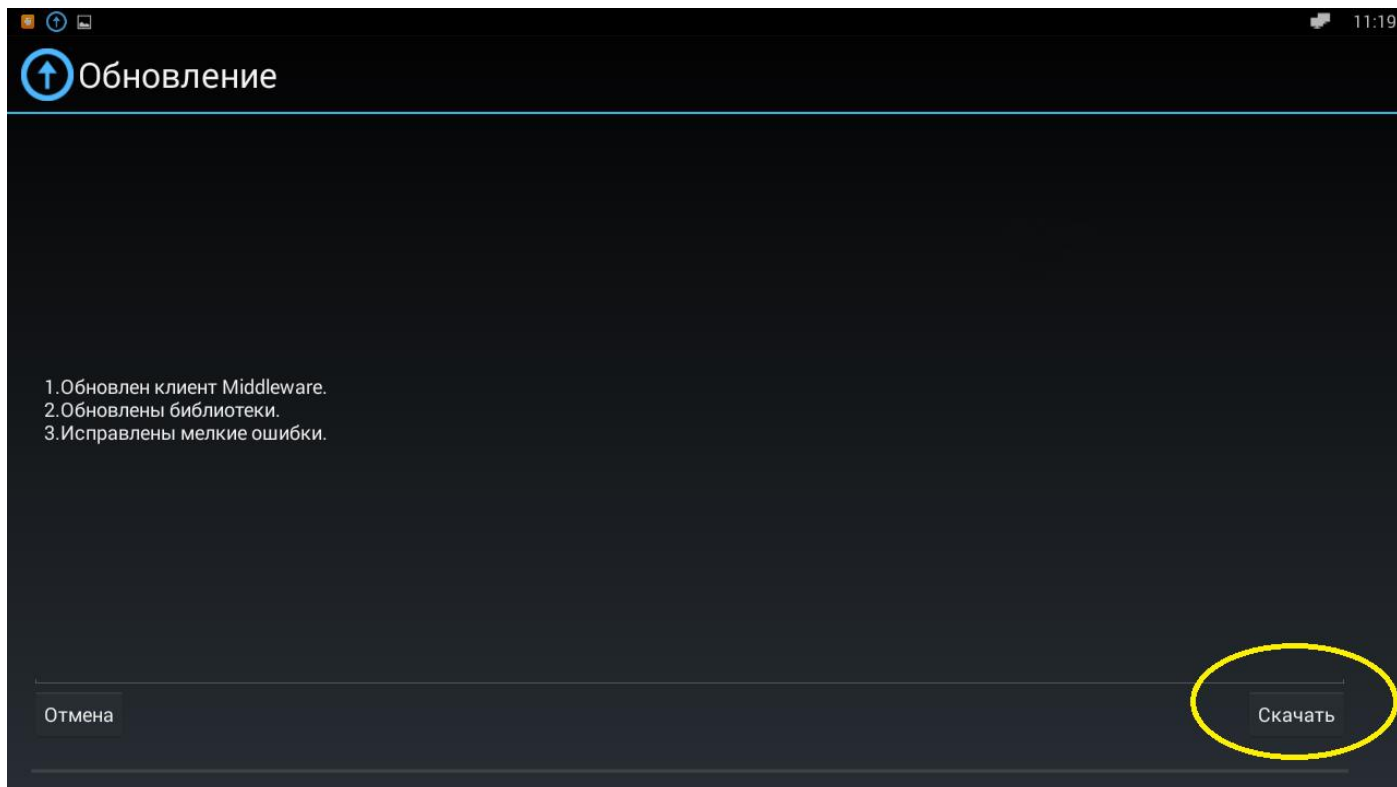 11:19
Обновление
1.Обновлен клиент Middleware.
2.Обновлены библиотеки.
3.Исправлены мелкие ошибки.
Отмена
Скачать